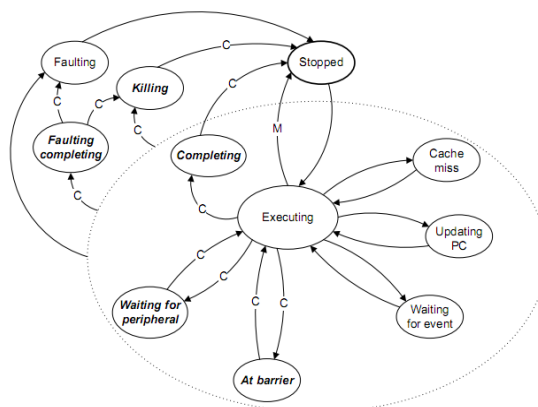 Faulting
Stopped
C
C
Killing
C
C
C
C
Faulting
completing
Completing
M
Cache
miss
C
C
Executing
Updating
PC
C
C
Waiting for
peripheral
C
C
Waiting
for event
At barrier